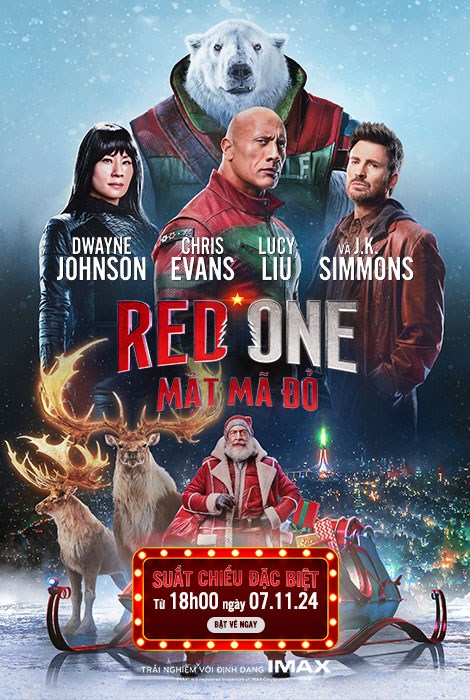 DWAYNE JOHNSON
CHRIS EVANS
LUCY LIU
VÀ J.K. SIMMONS
RED ONE
MẬT MÃ ĐỎ
SUẤT CHIẾU ĐẶC BIỆT
Từ 18h00 ngày 07.11.24
ĐẶT VÉ NGAY
TRẢI NGHIỆM VỚI ĐỊNH DẠNG IMAX